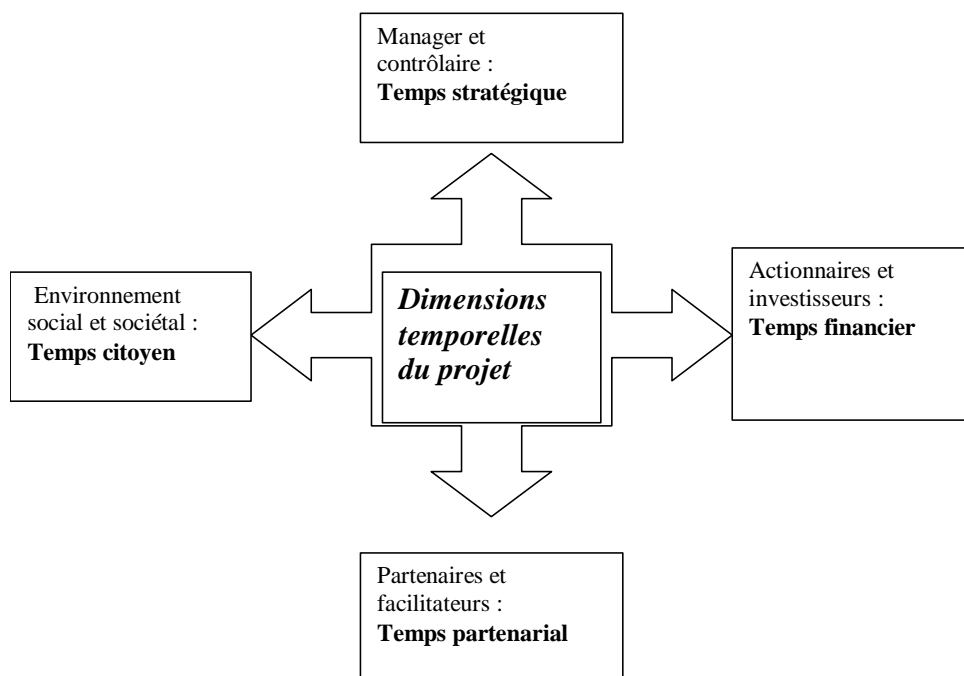 Manager et
contrôlaire :
Temps stratégique
Environnement
social et sociétal :
Temps citoyen
Dimensions
temporelles
du projet
Actionnaires et
investisseurs :
Temps financier
Partenaires et
facilitateurs :
Temps partenarial